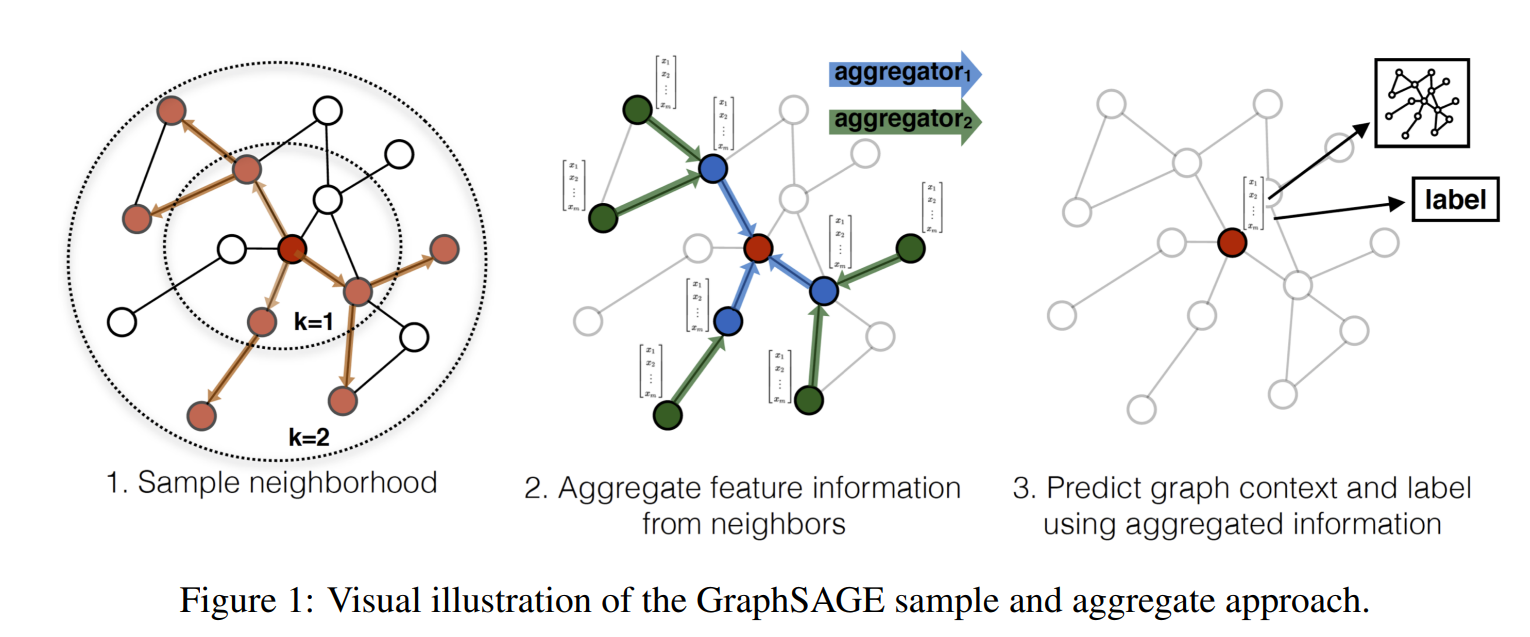 aggregator₁
aggregator₂
label
k=1
k=2
1. Sample neighborhood
2. Aggregate feature information
from neighbors
3. Predict graph context and label
using aggregated information
Figure 1: Visual illustration of the GraphSAGE sample and aggregate approach.